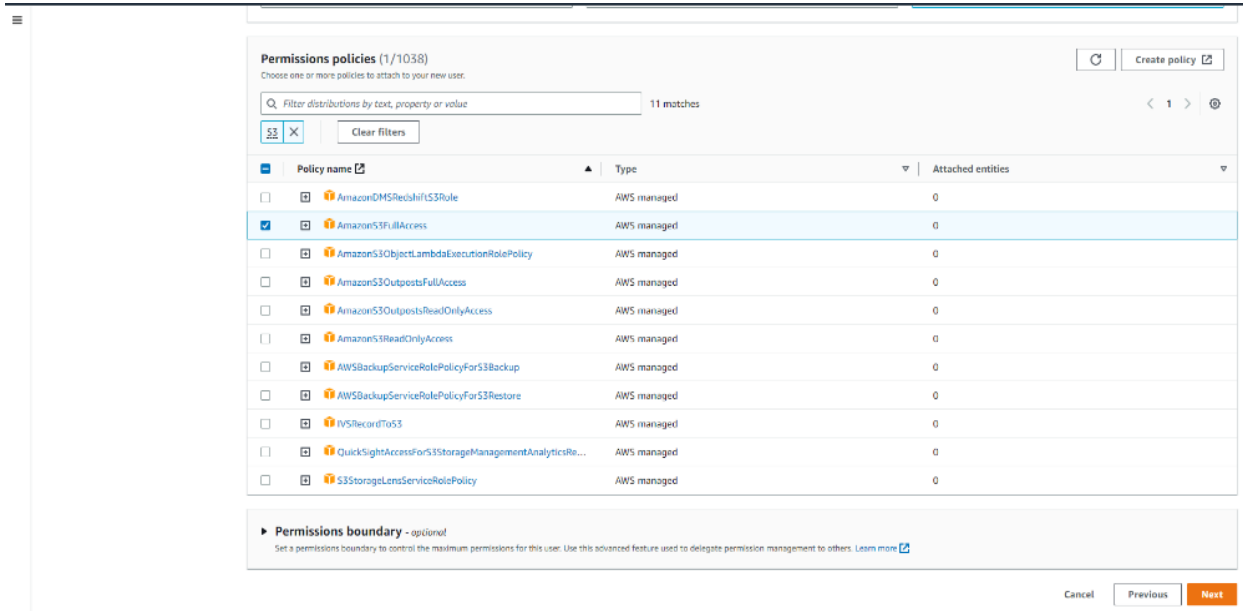 Permissions policies (1/1038)
Create policy
Choose one or more policies to attach to your new user.
Filter distributions by text, property or value
11 matches
1
S3
Clear filters
Policy name Type Attached entities
AmazonDMSRedshiftS3Role AWS managed 0
AmazonS3FullAccess AWS managed 0
AmazonS3ObjectLambdaExecutionRolePolicy AWS managed 0
AmazonS3OutpostsFullAccess AWS managed 0
AmazonS3OutpostsReadOnlyAccess AWS managed 0
AmazonS3ReadOnlyAccess AWS managed 0
AWSBackupServiceRolePolicyForS3Backup AWS managed 0
AWSBackupServiceRolePolicyForS3Restore AWS managed 0
IVSRecordToS3 AWS managed 0
QuickSightAccessForS3StorageManagementAnalyticsRe... AWS managed 0
S3StorageLensServiceRolePolicy AWS managed 0
Permissions boundary - optional
Set a permissions boundary to control the maximum permissions for this user. Use this advanced feature used to delegate permission management to others. Learn more
Cancel Previous Next